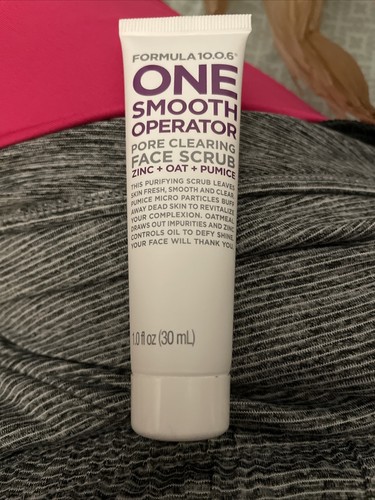 FORMULA 10.0.6®
ONE
SMOOTH
OPERATOR
PORE CLEARING
FACE SCRUB
ZINC + OAT + PUMICE
THIS PURIFYING SCRUB LEAVES
SKIN FRESH, SMOOTH AND CLEAR.
PUMICE MICRO PARTICLES BUFF
AWAY DEAD SKIN TO REVITALIZE
YOUR COMPLEXION. OATMEAL
DRAWS OUT IMPURITIES AND ZINC
CONTROLS OIL TO DEFY SHINE.
YOUR FACE WILL THANK YOU.
1.0 fl oz (30 mL)